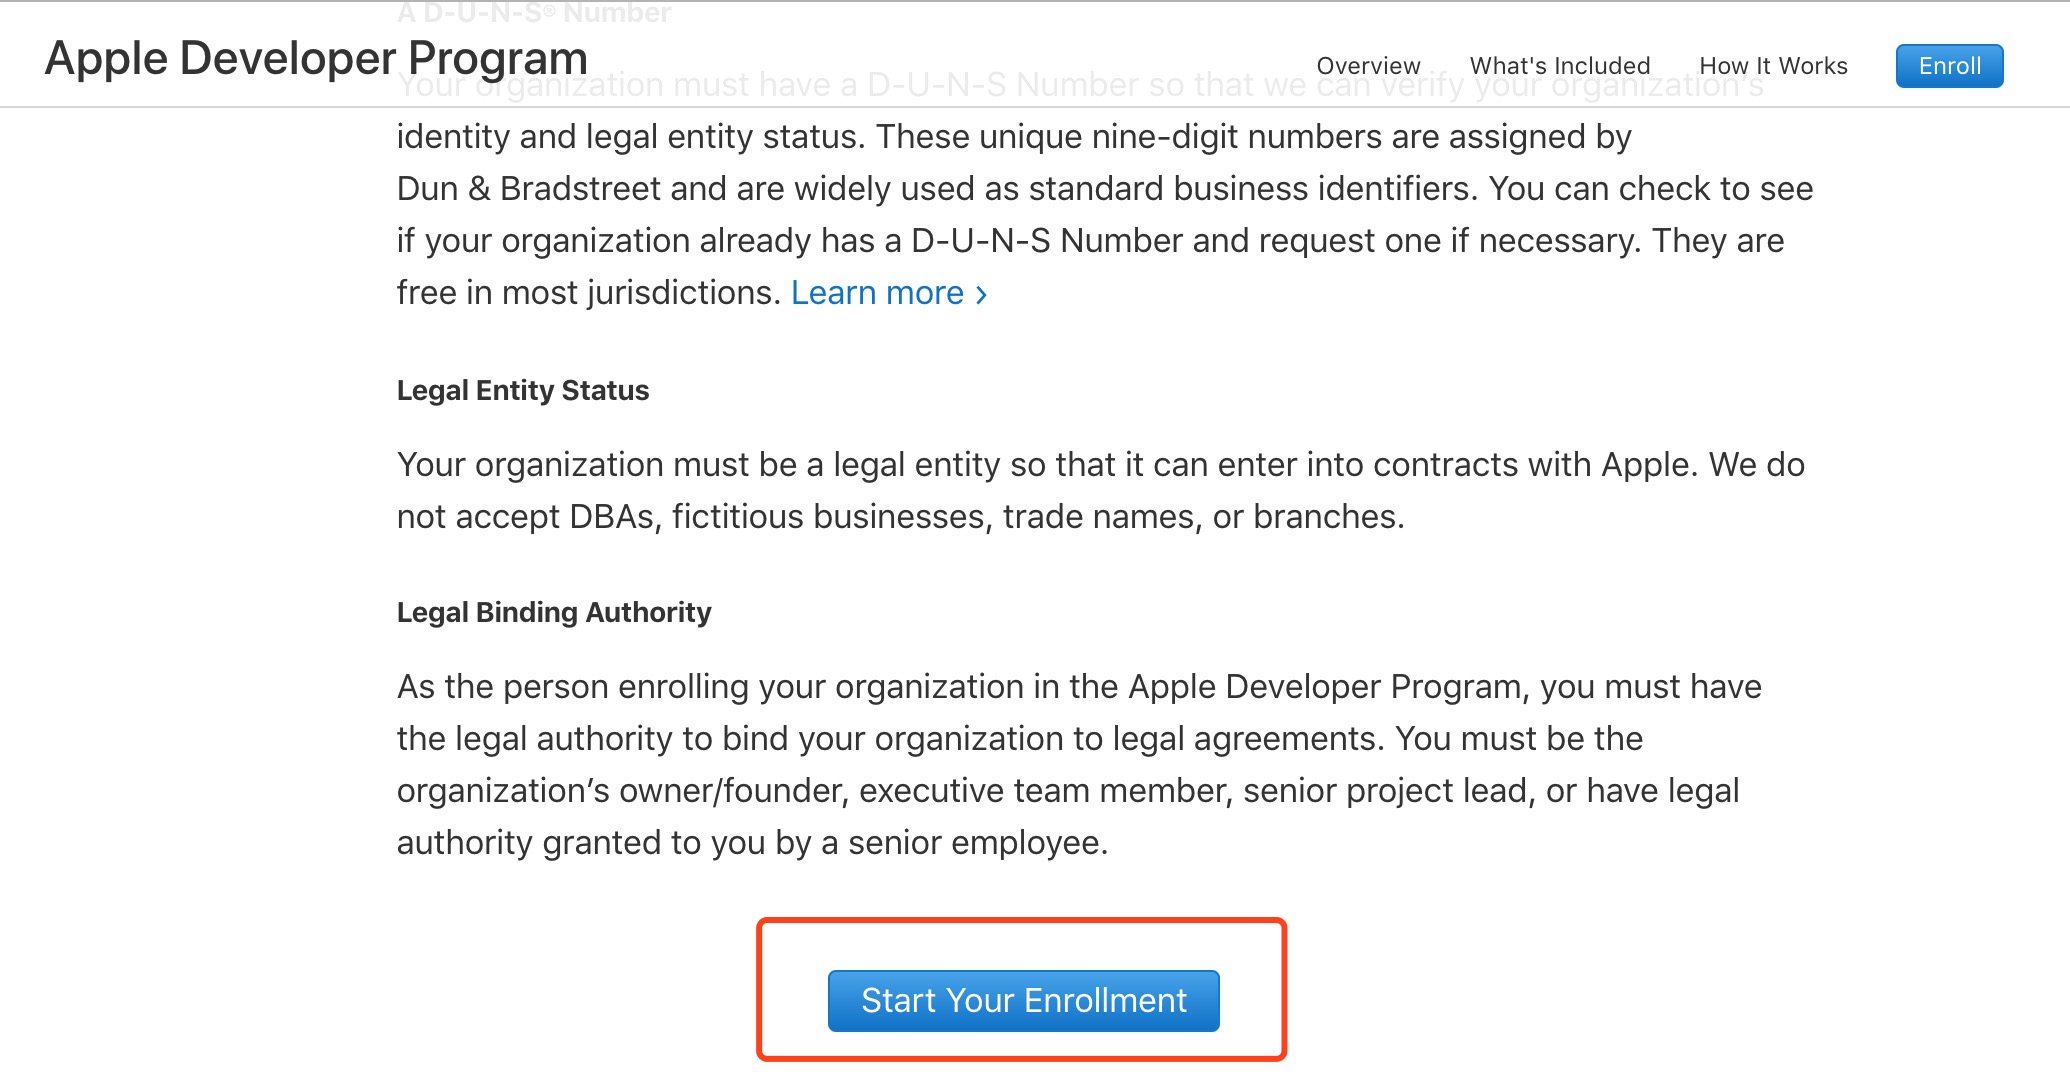 A D-U-N-S® Number
Apple Developer Program
Overview
What's Included
How It Works
Enroll
Your organization must have a D-U-N-S Number so that we can verify your organization's
identity and legal entity status. These unique nine-digit numbers are assigned by
Dun & Bradstreet and are widely used as standard business identifiers. You can check to see
if your organization already has a D-U-N-S Number and request one if necessary. They are
free in most jurisdictions. Learn more ›
Legal Entity Status
Your organization must be a legal entity so that it can enter into contracts with Apple. We do
not accept DBAs, fictitious businesses, trade names, or branches.
Legal Binding Authority
As the person enrolling your organization in the Apple Developer Program, you must have
the legal authority to bind your organization to legal agreements. You must be the
organization’s owner/founder, executive team member, senior project lead, or have legal
authority granted to you by a senior employee.
Start Your Enrollment